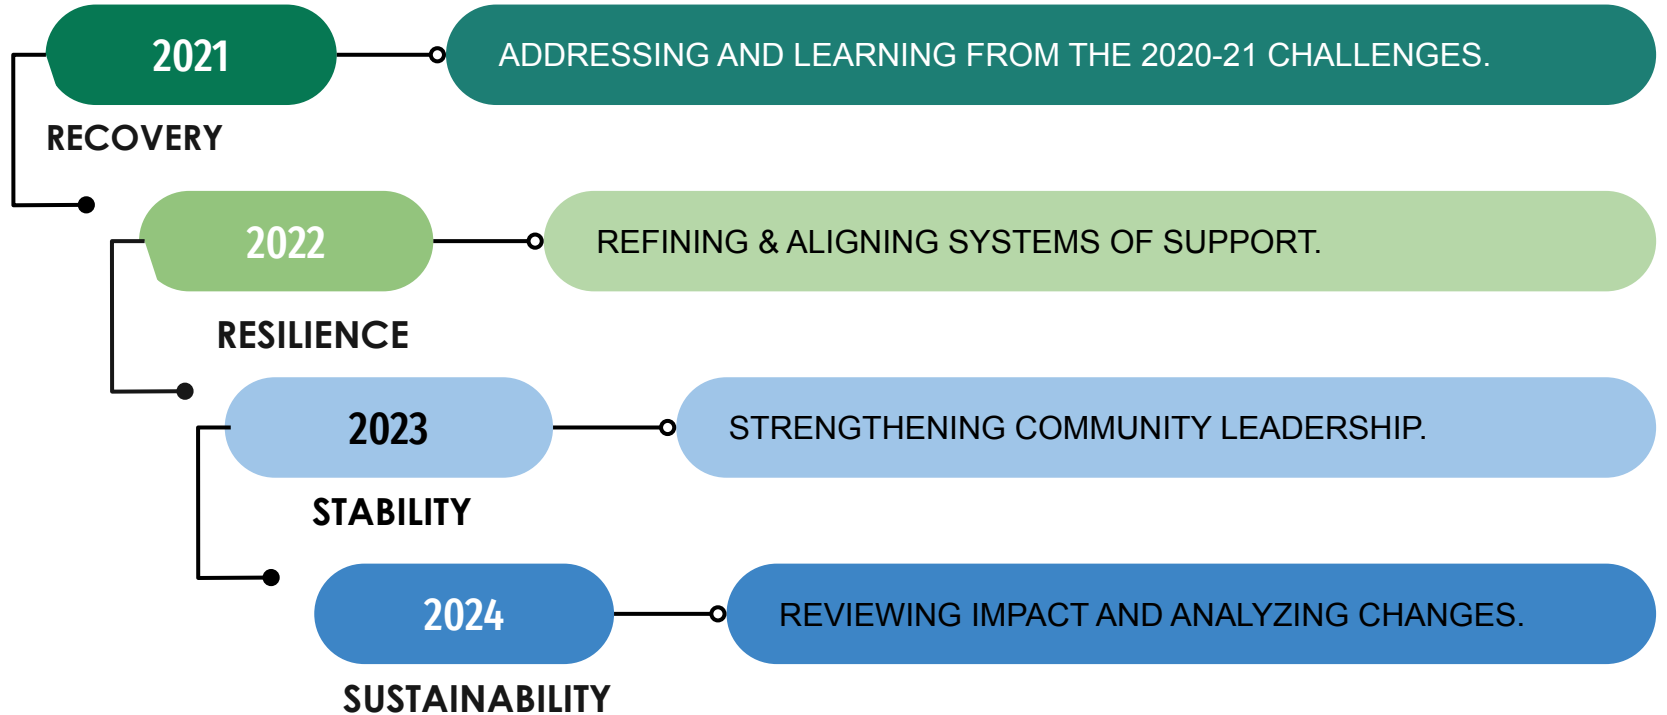 2021
ADDRESSING AND LEARNING FROM THE 2020-21 CHALLENGES.
RECOVERY
2022
REFINING & ALIGNING SYSTEMS OF SUPPORT.
RESILIENCE
2023
STRENGTHENING COMMUNITY LEADERSHIP.
STABILITY
2024
REVIEWING IMPACT AND ANALYZING CHANGES.
SUSTAINABILITY